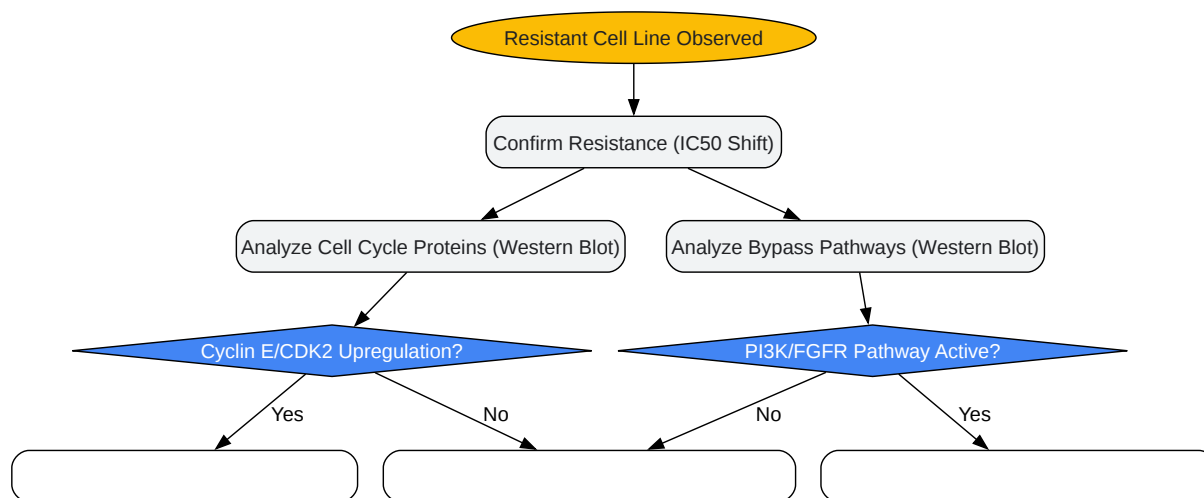 Resistant Cell Line Observed
Confirm Resistance (IC50 Shift)
Analyze Cell Cycle Proteins (Western Blot)
Analyze Bypass Pathways (Western Blot)
Cyclin E/CDK2 Upregulation?
PI3K/FGFR Pathway Active?
Yes
No
No
Yes